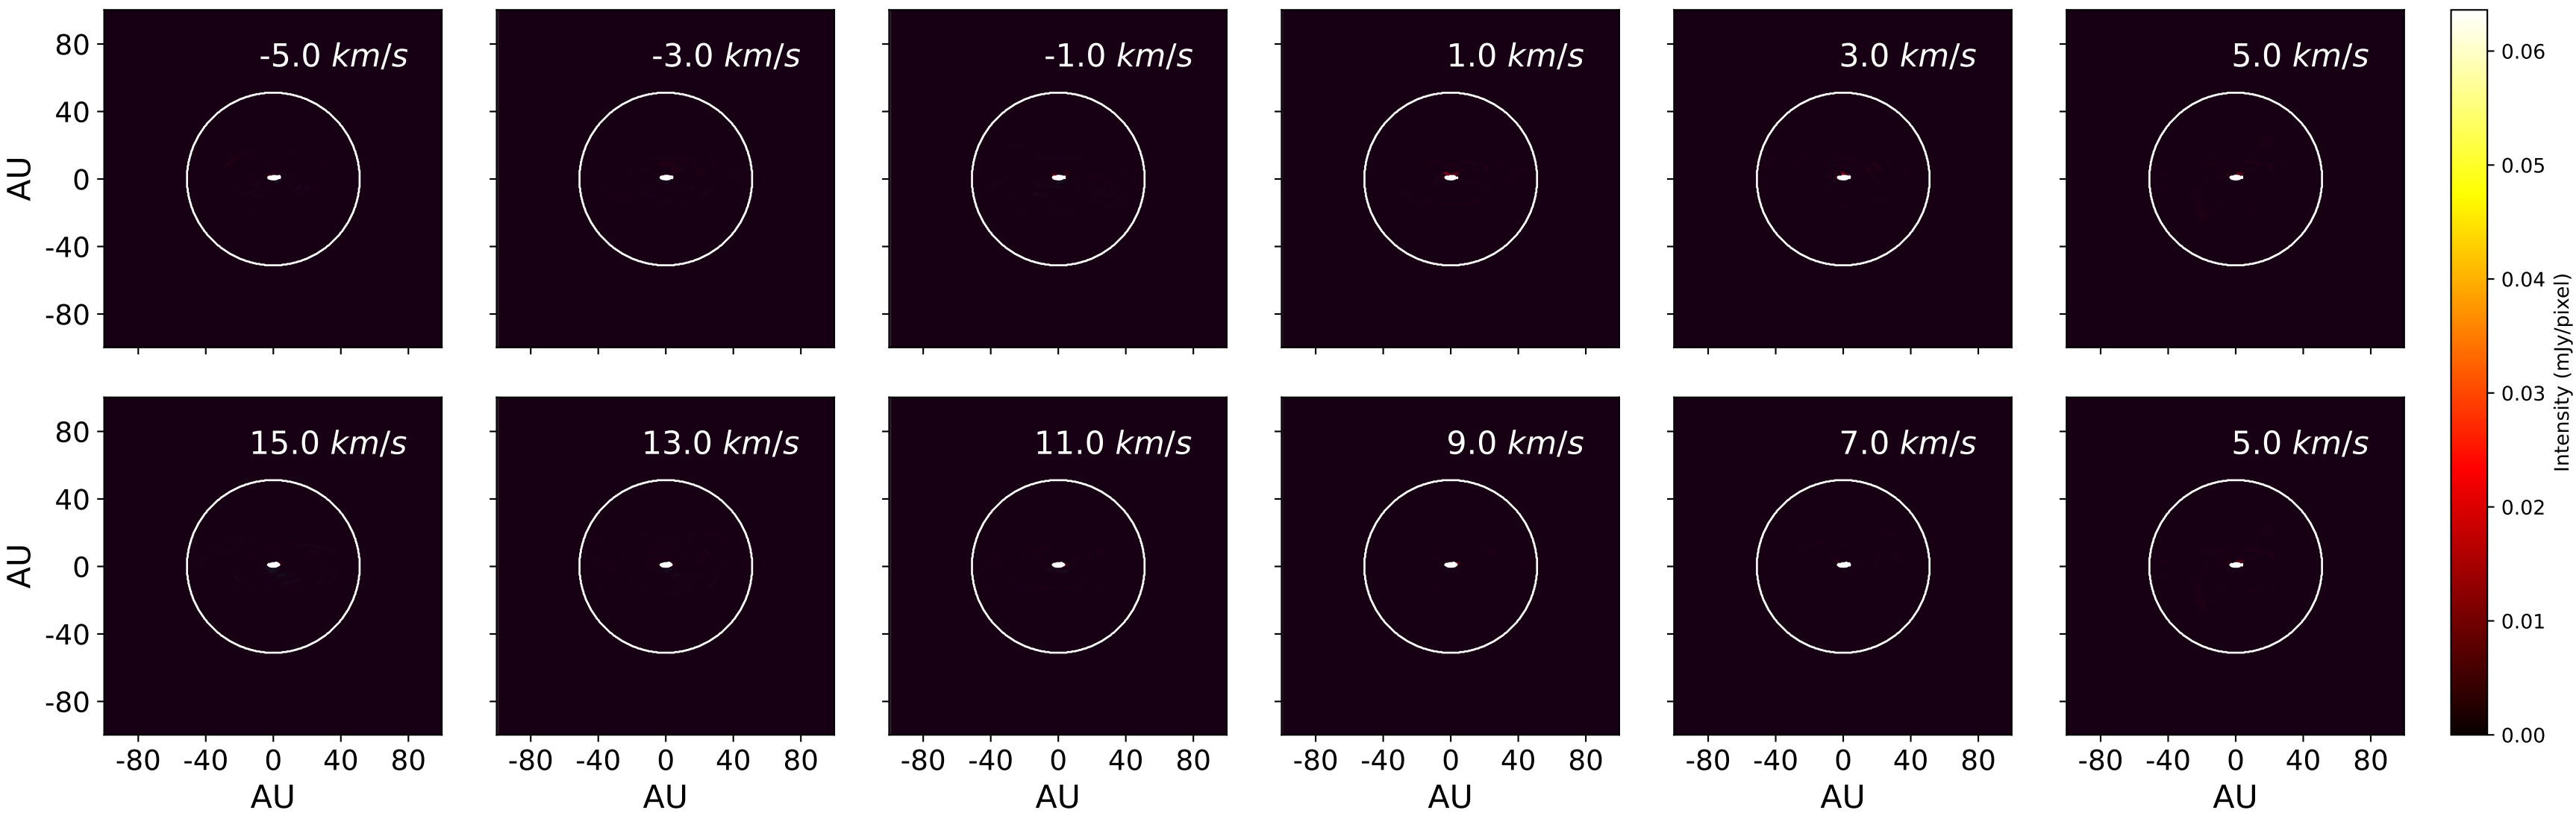 -5.0 km/s
-3.0 km/s
-1.0 km/s
1.0 km/s
3.0 km/s
5.0 km/s
80
40
0
-40
-80
AU
15.0 km/s
13.0 km/s
11.0 km/s
9.0 km/s
7.0 km/s
5.0 km/s
80
40
0
-40
-80
AU
-80 -40 0 40 80
-80 -40 0 40 80
-80 -40 0 40 80
-80 -40 0 40 80
-80 -40 0 40 80
-80 -40 0 40 80
AU
AU
AU
AU
AU
AU
0.06
0.05
0.04
0.03
0.02
0.01
0.00
Intensity (mJy/pixel)